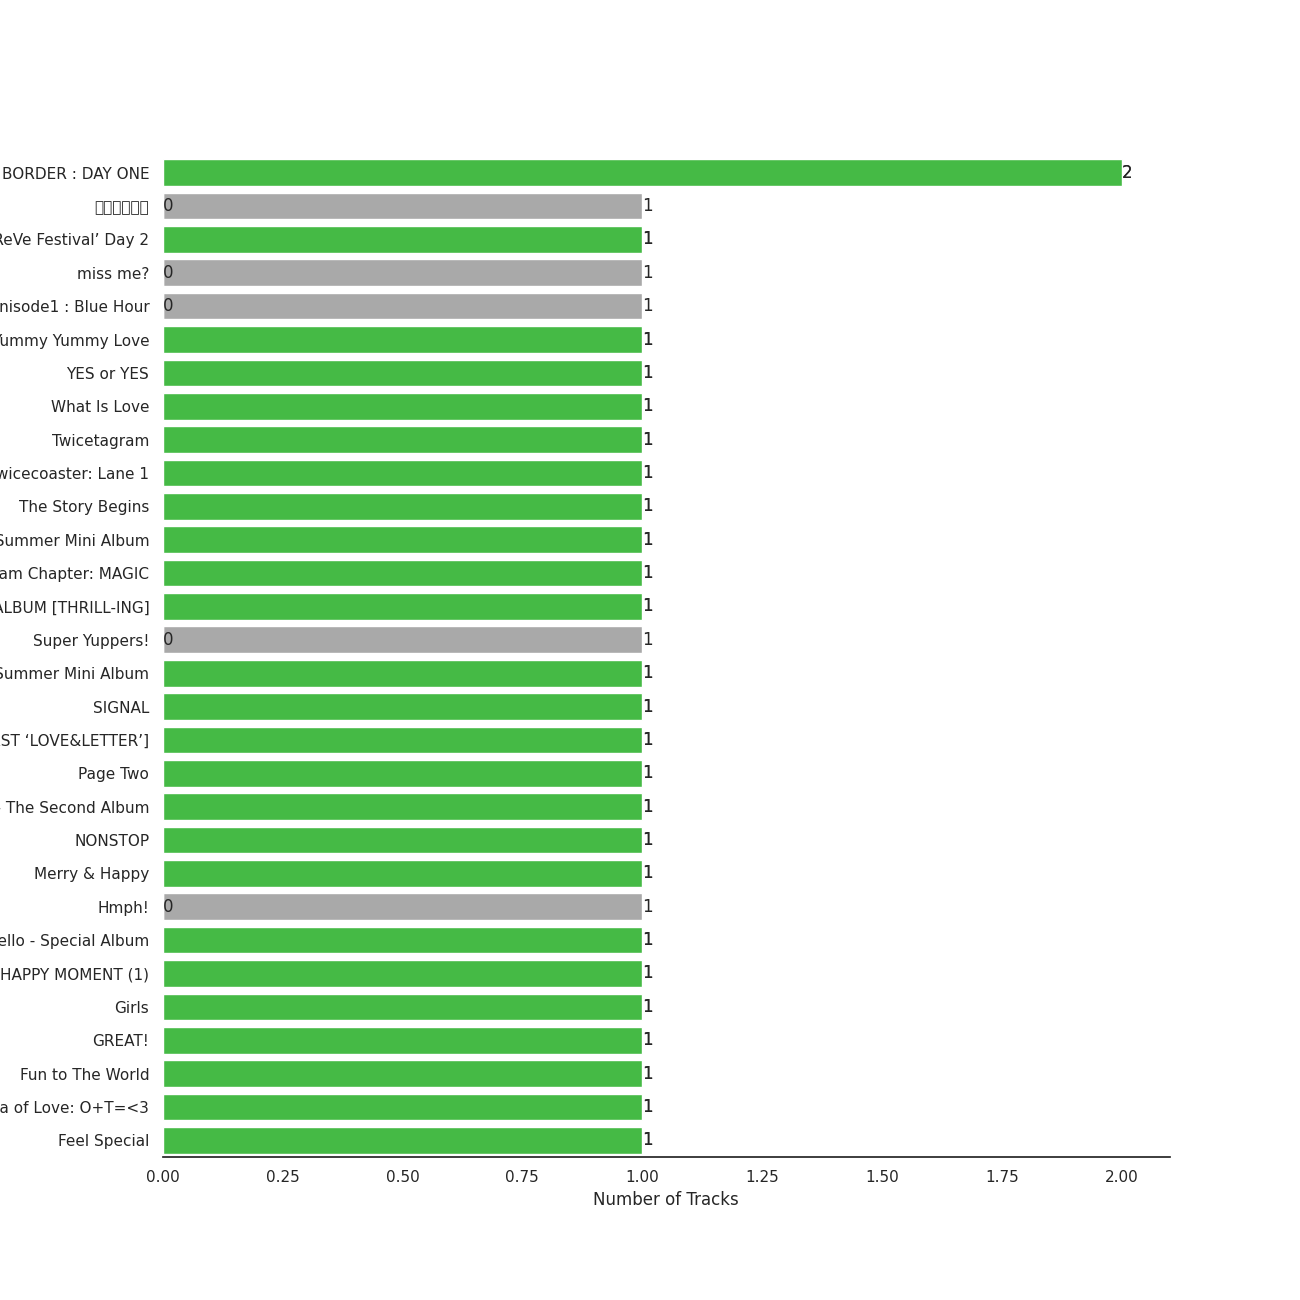 BORDER : DAY ONE 2
0 1
ReVe Festival’ Day 2 1
miss me? 0 1
nisode1 : Blue Hour 0 1
Yummy Yummy Love 1
YES or YES 1
What Is Love 1
Twicetagram 1
wicecoaster: Lane 1 1
The Story Begins 1
Summer Mini Album 1
am Chapter: MAGIC 1
ALBUM [THRILL-ING] 1
Super Yuppers! 0 1
Summer Mini Album 1
SIGNAL 1
ST ‘LOVE&LETTER’] 1
Page Two 1
The Second Album 1
NONSTOP 1
Merry & Happy 1
Hmph! 0 1
ello - Special Album 1
HAPPY MOMENT (1) 1
Girls 1
GREAT! 1
Fun to The World 1
a of Love: O+T=<3 1
Feel Special 1
0.00 0.25 0.50 0.75 1.00 1.25 1.50 1.75 2.00
Number of Tracks